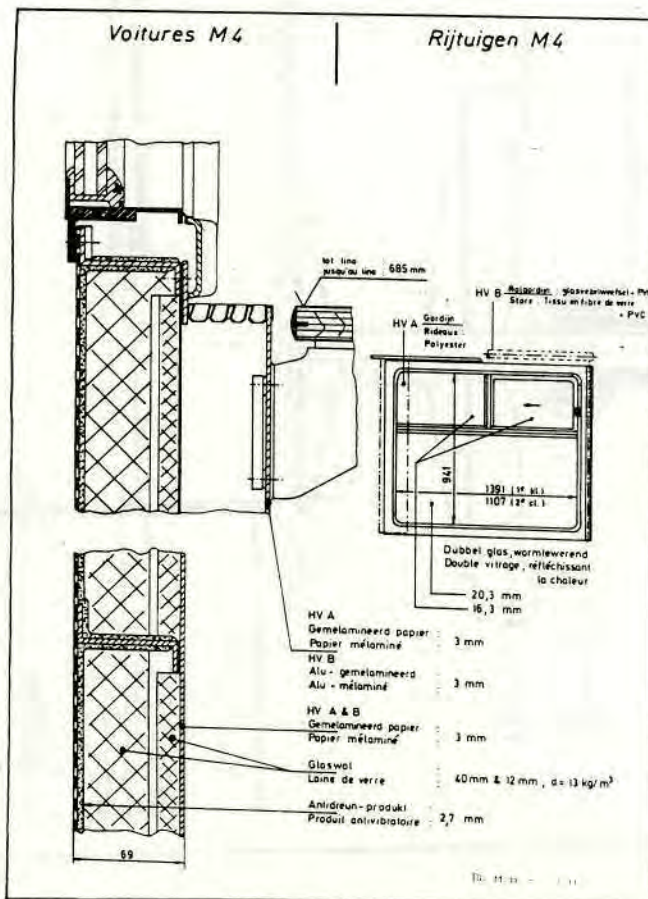 Voitures M4
Rijtuigen M4
tot line
jusqu'au line : 685 mm
HV B
Store : Tissu en fibre de verre
+ PVC
HV A
Gordijn
Rideaux :
Polyester
941
1391 (1e cl.)
1107 (2e cl.)
Dubbel glas, warmtewerend
Double vitrage, réfléchissant
la chaleur
20,3 mm
16,3 mm
HV A
Gemelamineerd papier :
Papier mélaminé : 3 mm
HV B
Alu - gemelamineerd :
Alu - mélaminé : 3 mm
HV A & B
Gemelamineerd papier :
Papier mélaminé : 3 mm
Glaswol :
Laine de verre : 40 mm & 12 mm, d = 13 kg/m³
Antidreun-produkt :
Produit antivibratoire : 2,7 mm
69